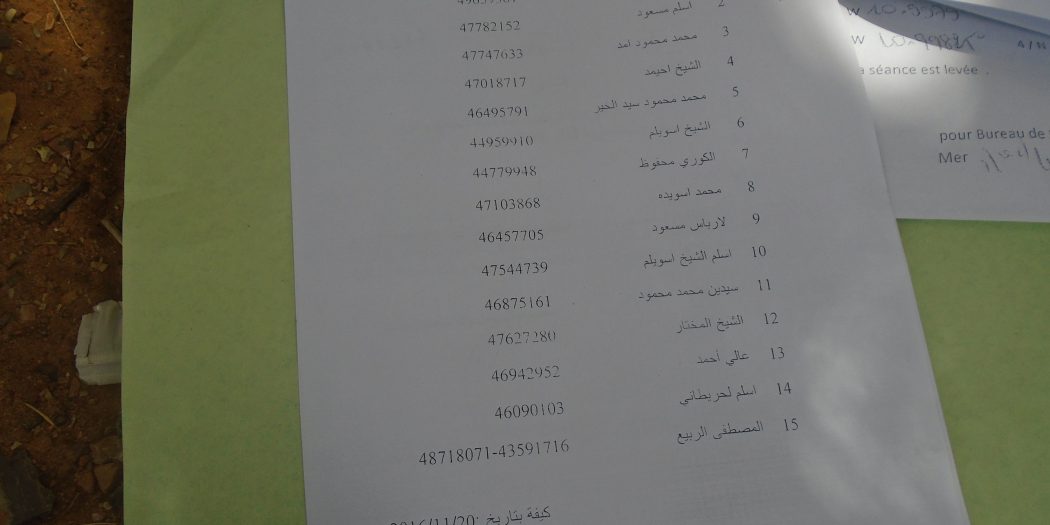 2 اسلم مسعود 47782152
3 محمد محمود امد 47747633
4 الشيخ احيمد 47018717
5 محمد محمود سيد الخير 46495791
6 الشيخ اسويلم 44959910
7 الكوري محفوظ 44779948
8 محمد اسويده 47103868
9 لارباس مسعود 46457705
10 اسلم الشيخ اسويلم 47544739
11 سيدين محمد محمود 46875161
12 الشيخ المختار 47627280
13 عالي أحمد 46942952
14 اسلم لحريطاني 46090103
15 المصطفى الربيع 48718071-43591716
كيفة بتاريخ :2016/11/20
W
W
séance est levée .
pour Bureau de
Mer